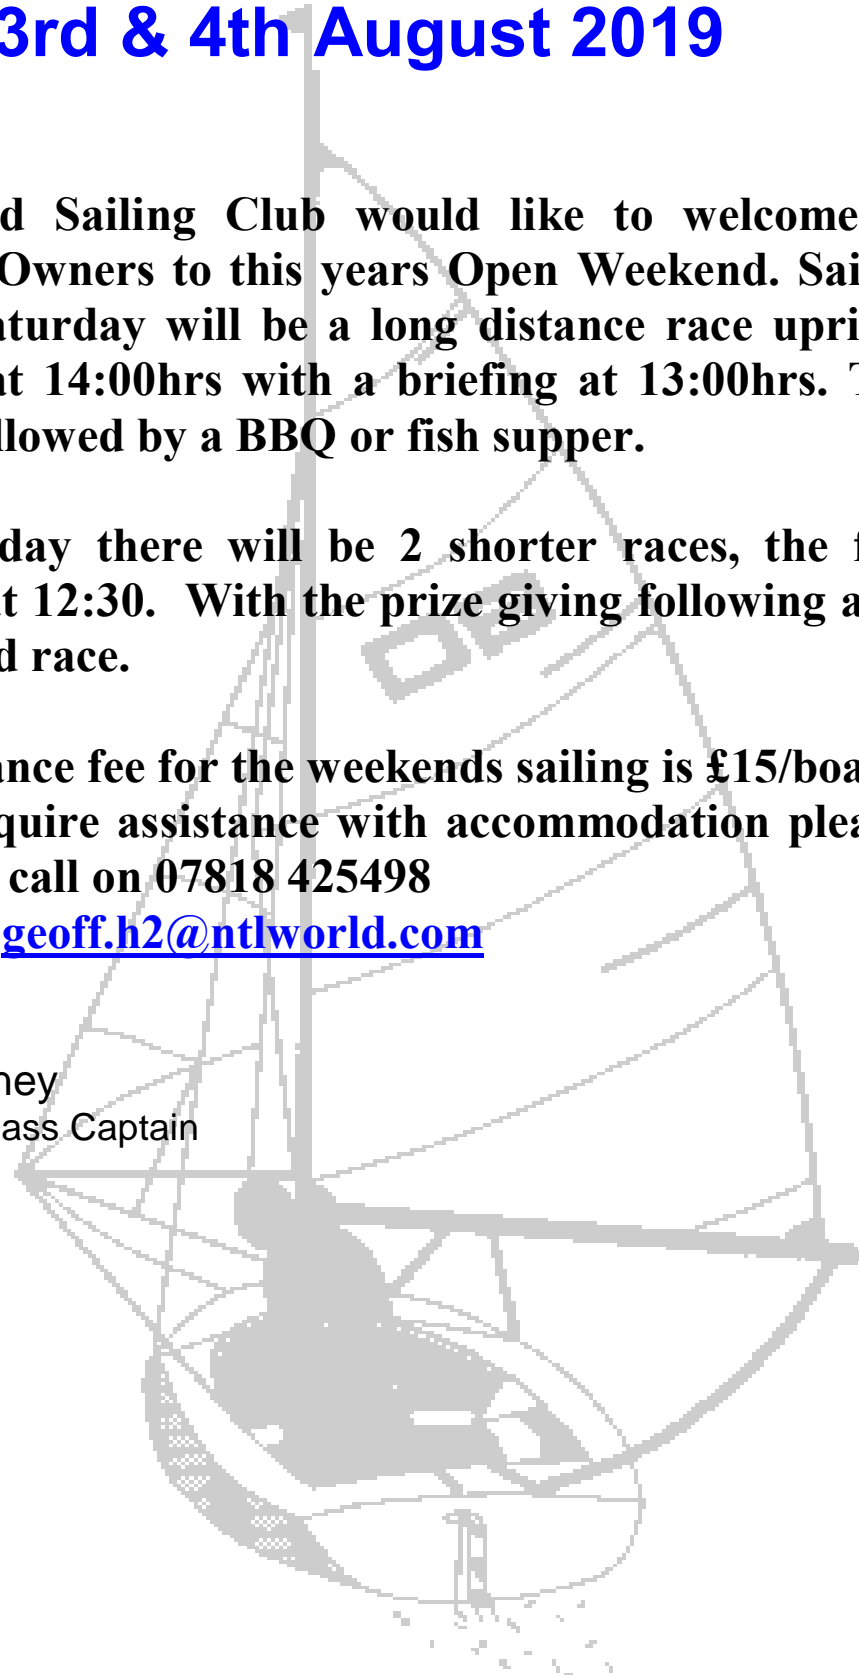 3rd & 4th August 2019
d Sailing Club would like to welcome
Owners to this years Open Weekend. Sai
aturday will be a long distance race upri
at 14:00hrs with a briefing at 13:00hrs. T
llowed by a BBQ or fish supper.
day there will be 2 shorter races, the f
at 12:30. With the prize giving following a
d race.
ance fee for the weekends sailing is £15/boa
quire assistance with accommodation plea
call on 07818 425498
geoff.h2@ntlworld.com
ney
ass Captain